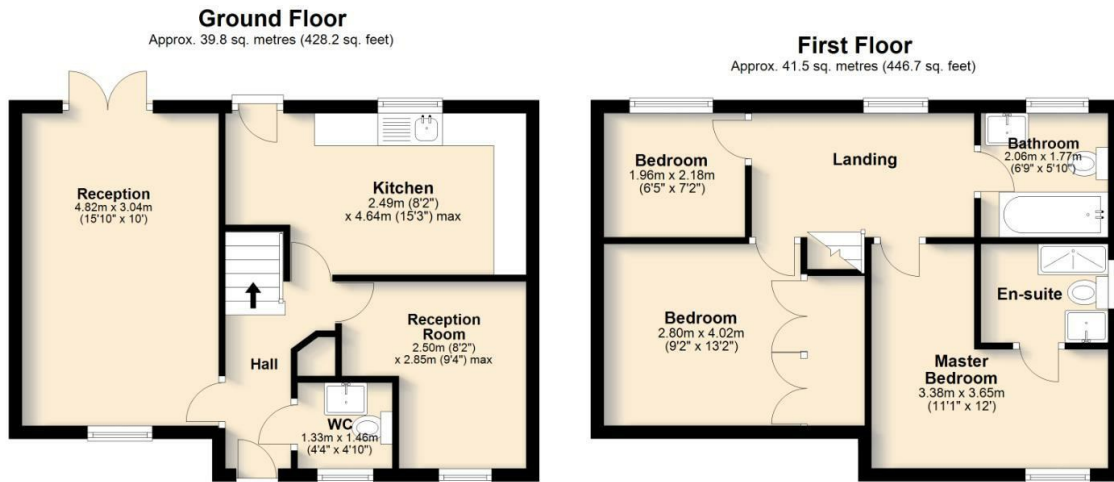 Ground Floor
Approx. 39.8 sq. metres (428.2 sq. feet)
Reception
4.82m x 3.04m
(15'10" x 10')
Kitchen
2.49m (8'2")
x 4.64m (15'3") max
Reception
Room
2.50m (8'2")
x 2.85m (9'4") max
Hall
WC
1.33m x 1.46m
(4'4" x 4'10")
First Floor
Approx. 41.5 sq. metres (446.7 sq. feet)
Bedroom
1.96m x 2.18m
(6'5" x 7'2")
Landing
Bathroom
2.06m x 1.77m
(6'9" x 5'10")
Bedroom
2.80m x 4.02m
(9'2" x 13'2")
En-suite
Master
Bedroom
3.38m x 3.65m
(11'1" x 12')